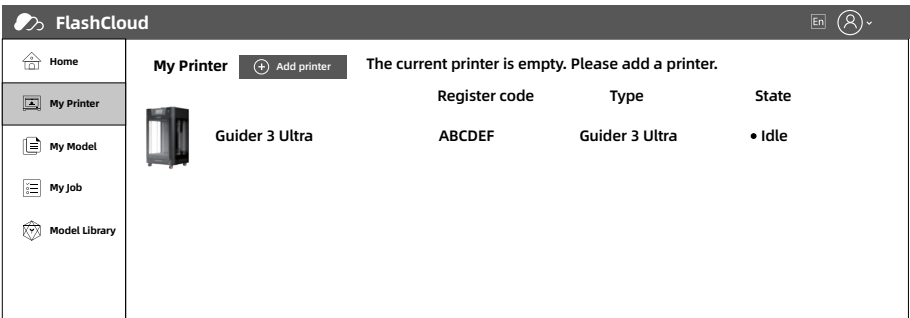 FlashCloud
En
Home
My Printer
My Model
My Job
Model Library
My Printer Add printer The current printer is empty. Please add a printer.
Register code Type State
Guider 3 Ultra ABCDEF Guider 3 Ultra • Idle